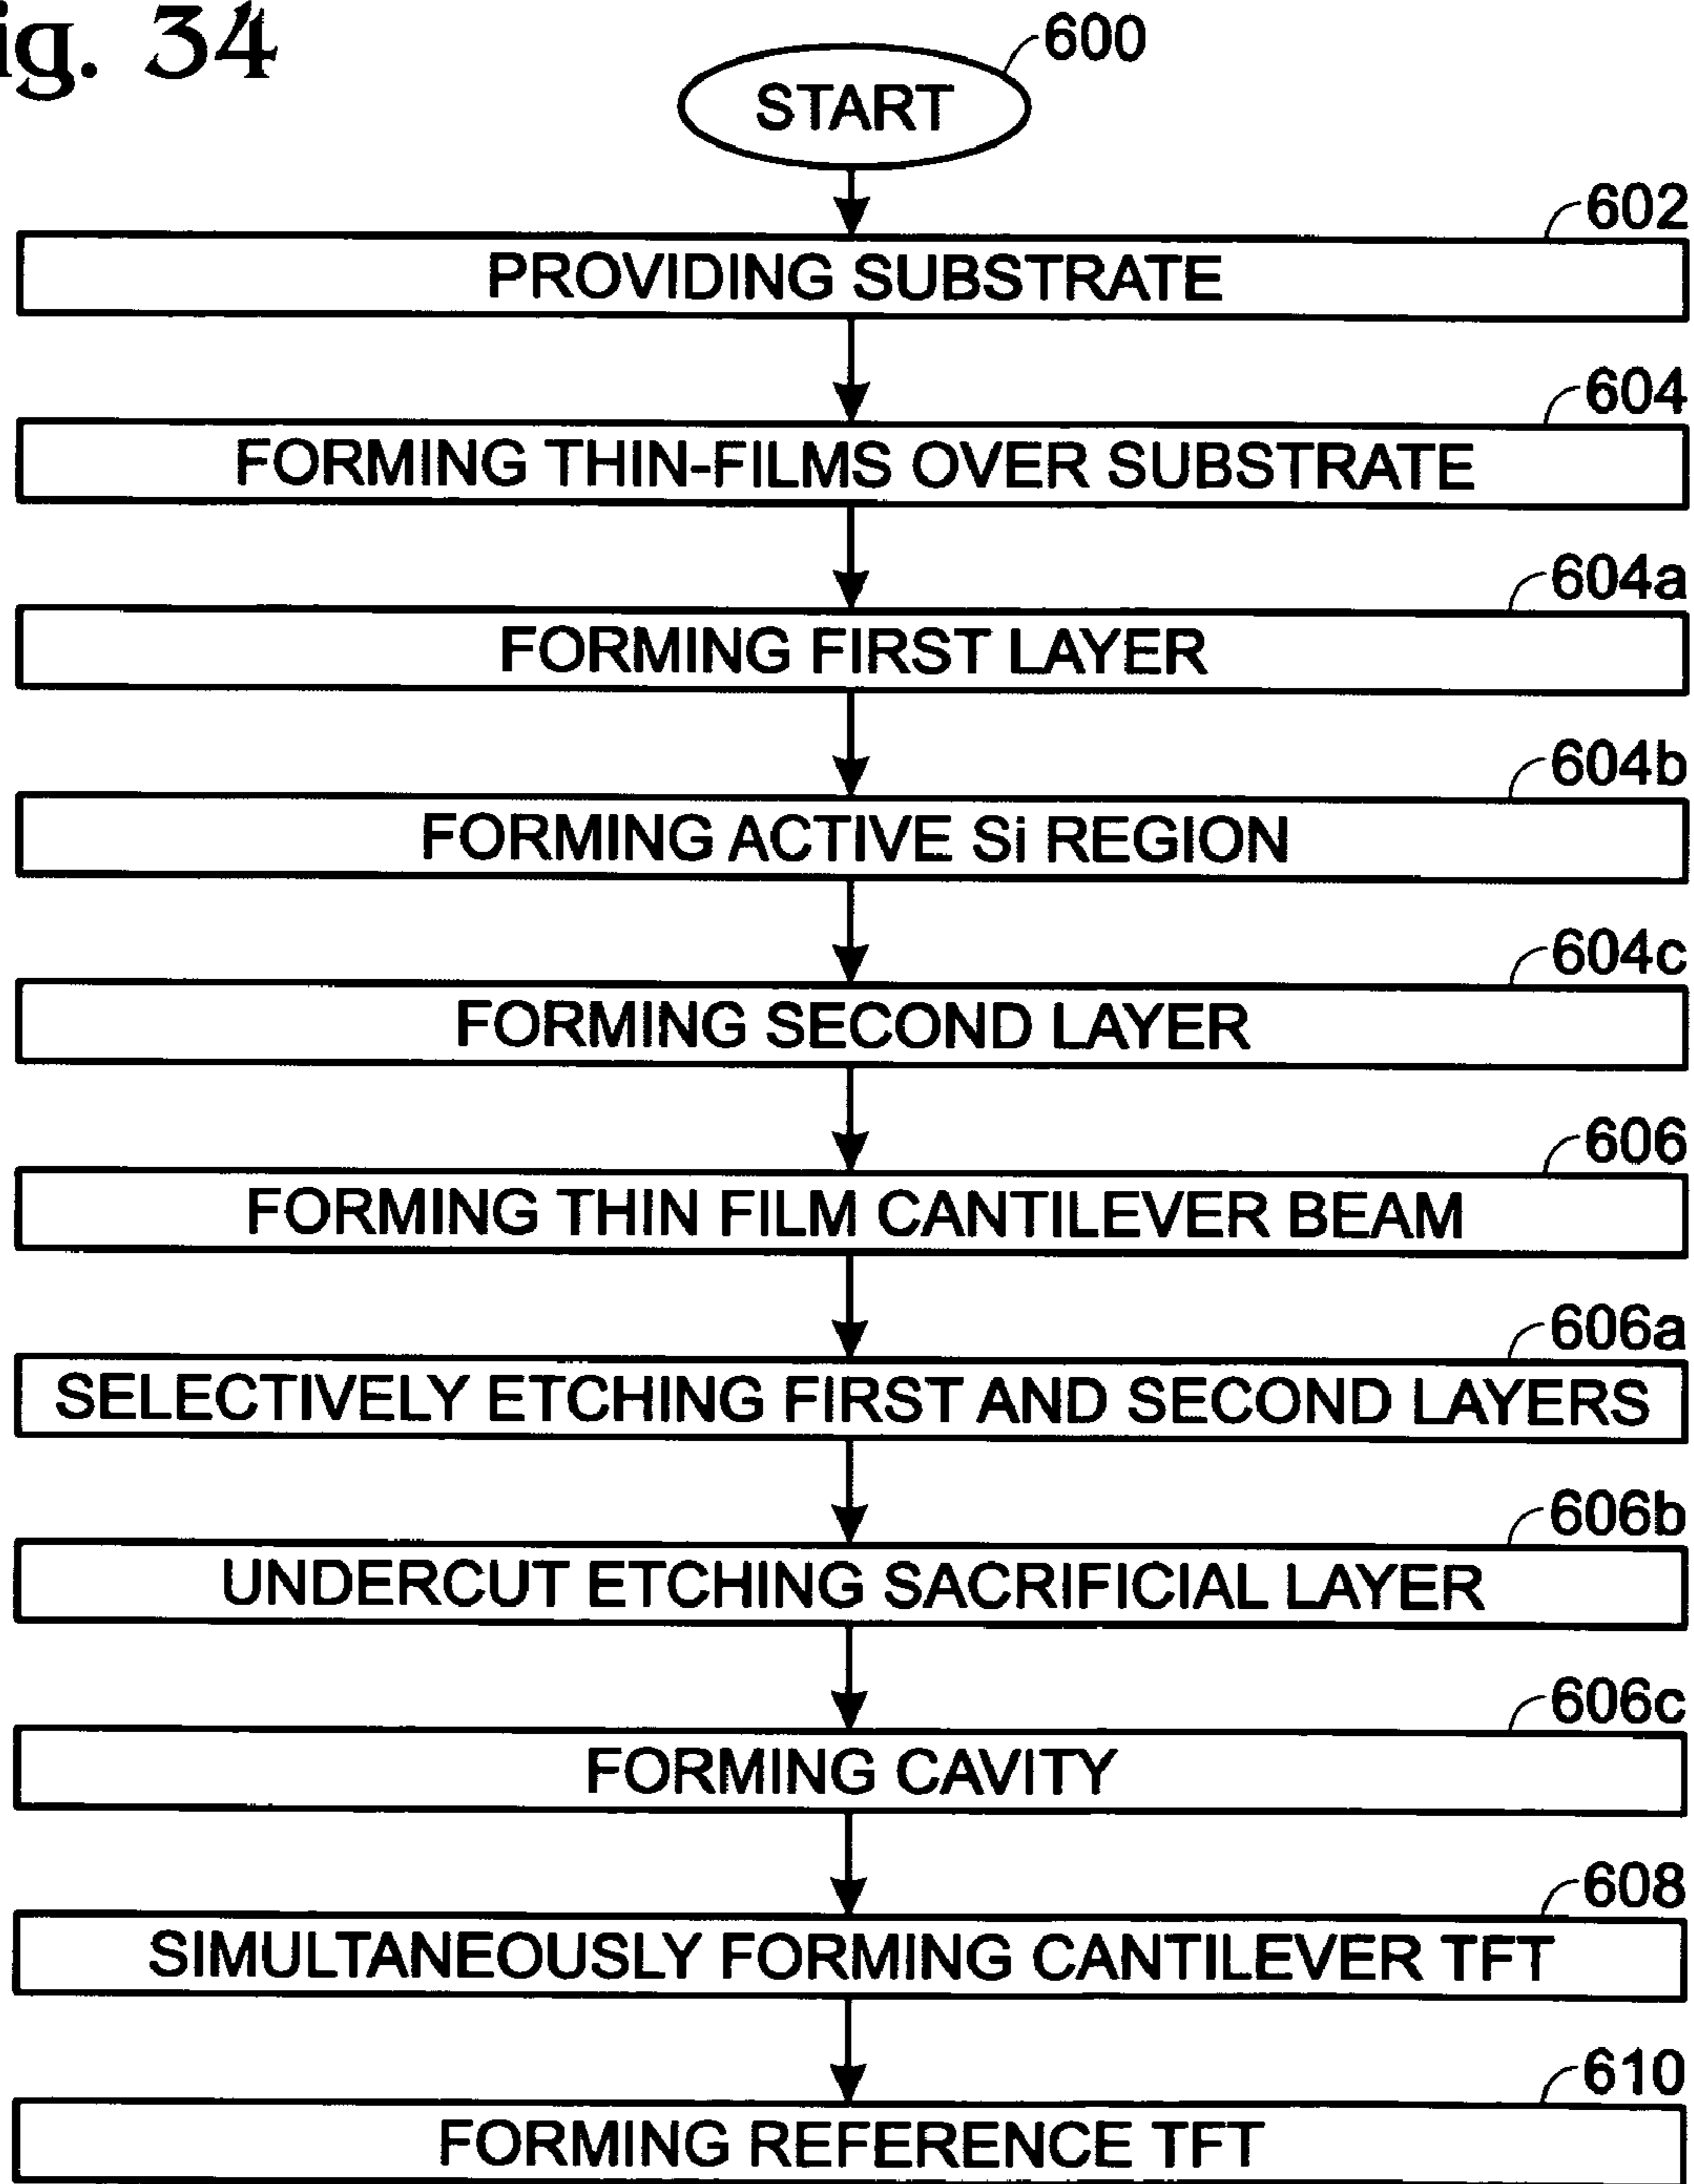 ig. 34
600
START
602
PROVIDING SUBSTRATE
604
FORMING THIN-FILMS OVER SUBSTRATE
604a
FORMING FIRST LAYER
604b
FORMING ACTIVE Si REGION
604c
FORMING SECOND LAYER
606
FORMING THIN FILM CANTILEVER BEAM
606a
SELECTIVELY ETCHING FIRST AND SECOND LAYERS
606b
UNDERCUT ETCHING SACRIFICIAL LAYER
606c
FORMING CAVITY
608
SIMULTANEOUSLY FORMING CANTILEVER TFT
610
FORMING REFERENCE TFT